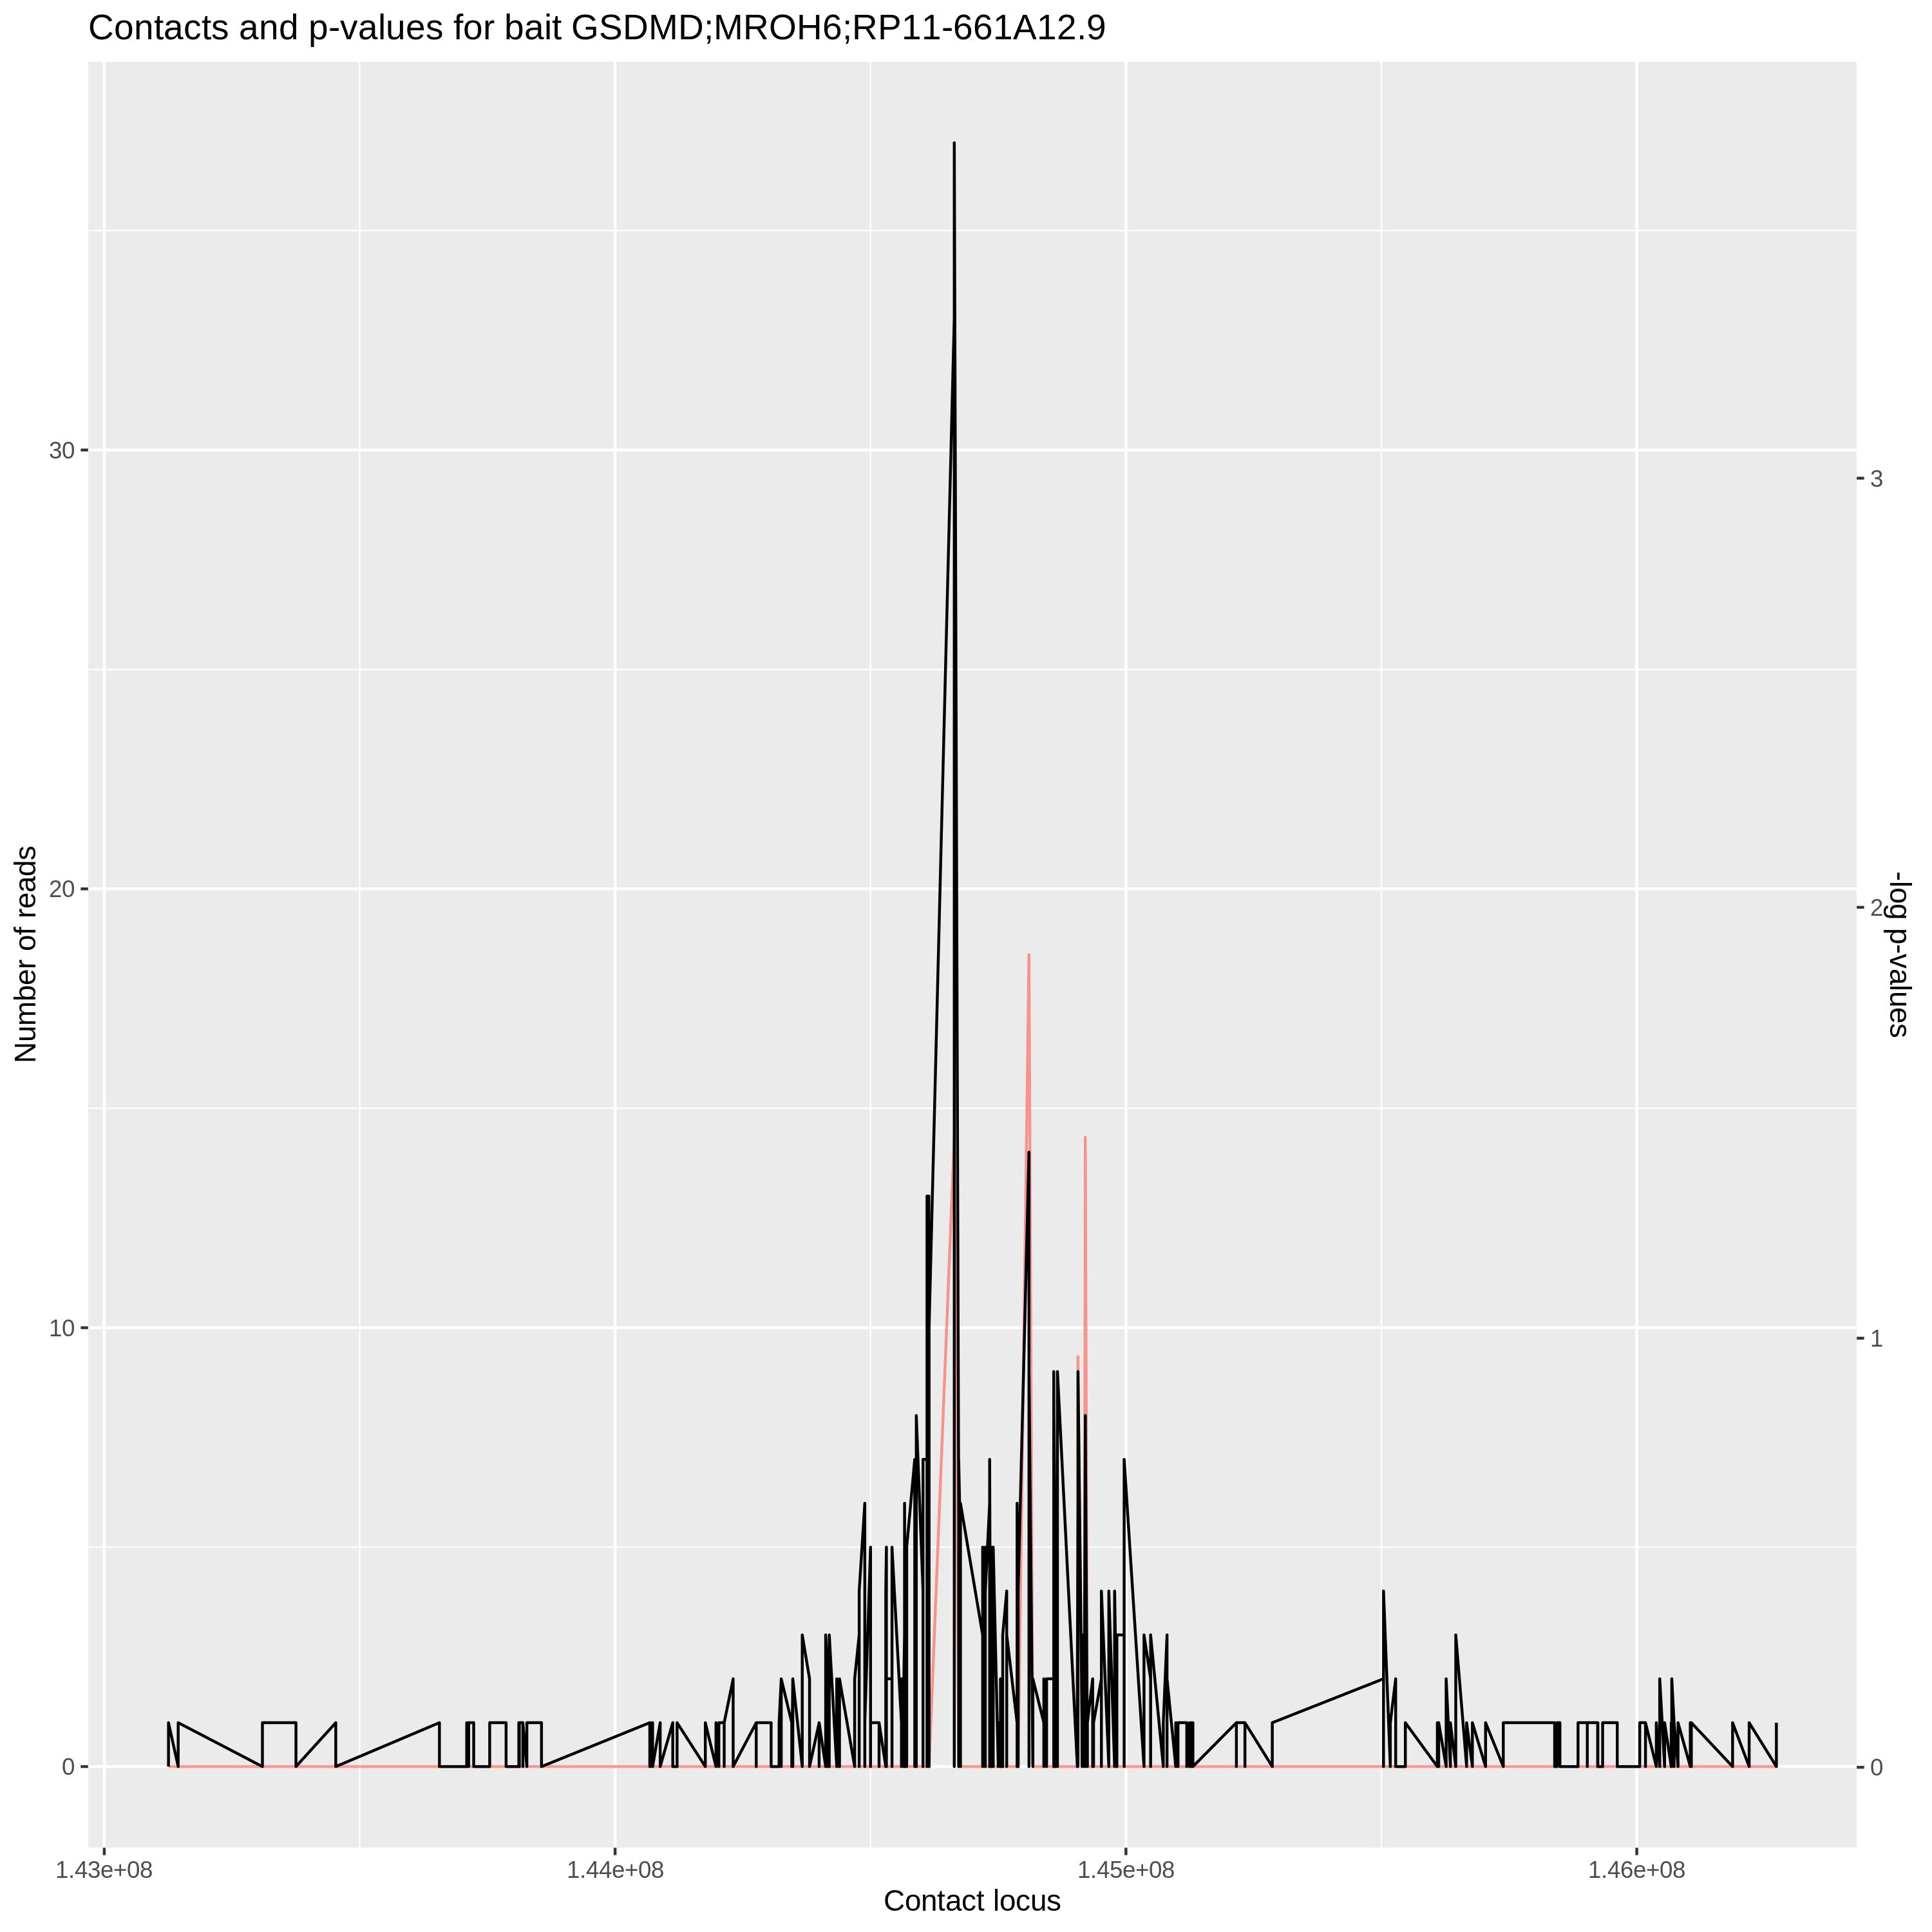 Contacts and p-values for bait GSDMD;MROH6;RP11-661A12.9
Number of reads
30
20
10
0
3
2
1
0
-log p-values
1.43e+08
1.44e+08
1.45e+08
1.46e+08
Contact locus